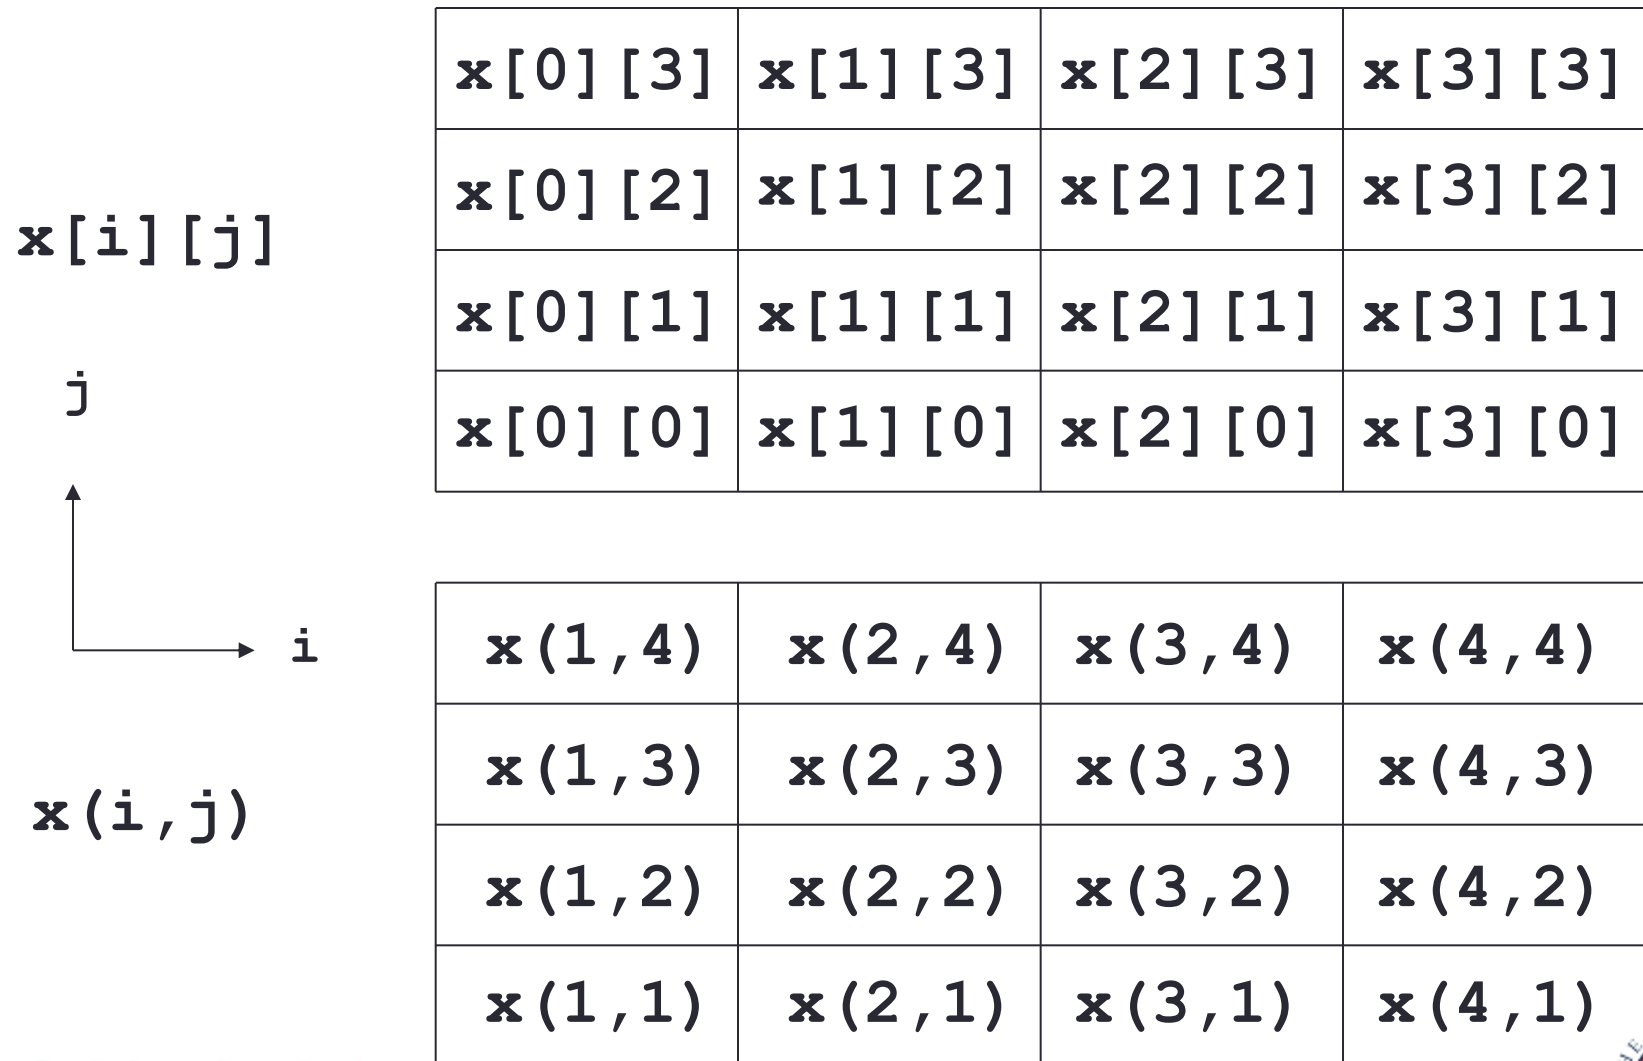 x[0][3] x[1][3] x[2][3] x[3][3]
x[0][2] x[1][2] x[2][2] x[3][2]
x[i][j]
x[0][1] x[1][1] x[2][1] x[3][1]
j
x[0][0] x[1][0] x[2][0] x[3][0]
i
x(1,4) x(2,4) x(3,4) x(4,4)
x(1,3) x(2,3) x(3,3) x(4,3)
x(i,j)
x(1,2) x(2,2) x(3,2) x(4,2)
x(1,1) x(2,1) x(3,1) x(4,1)